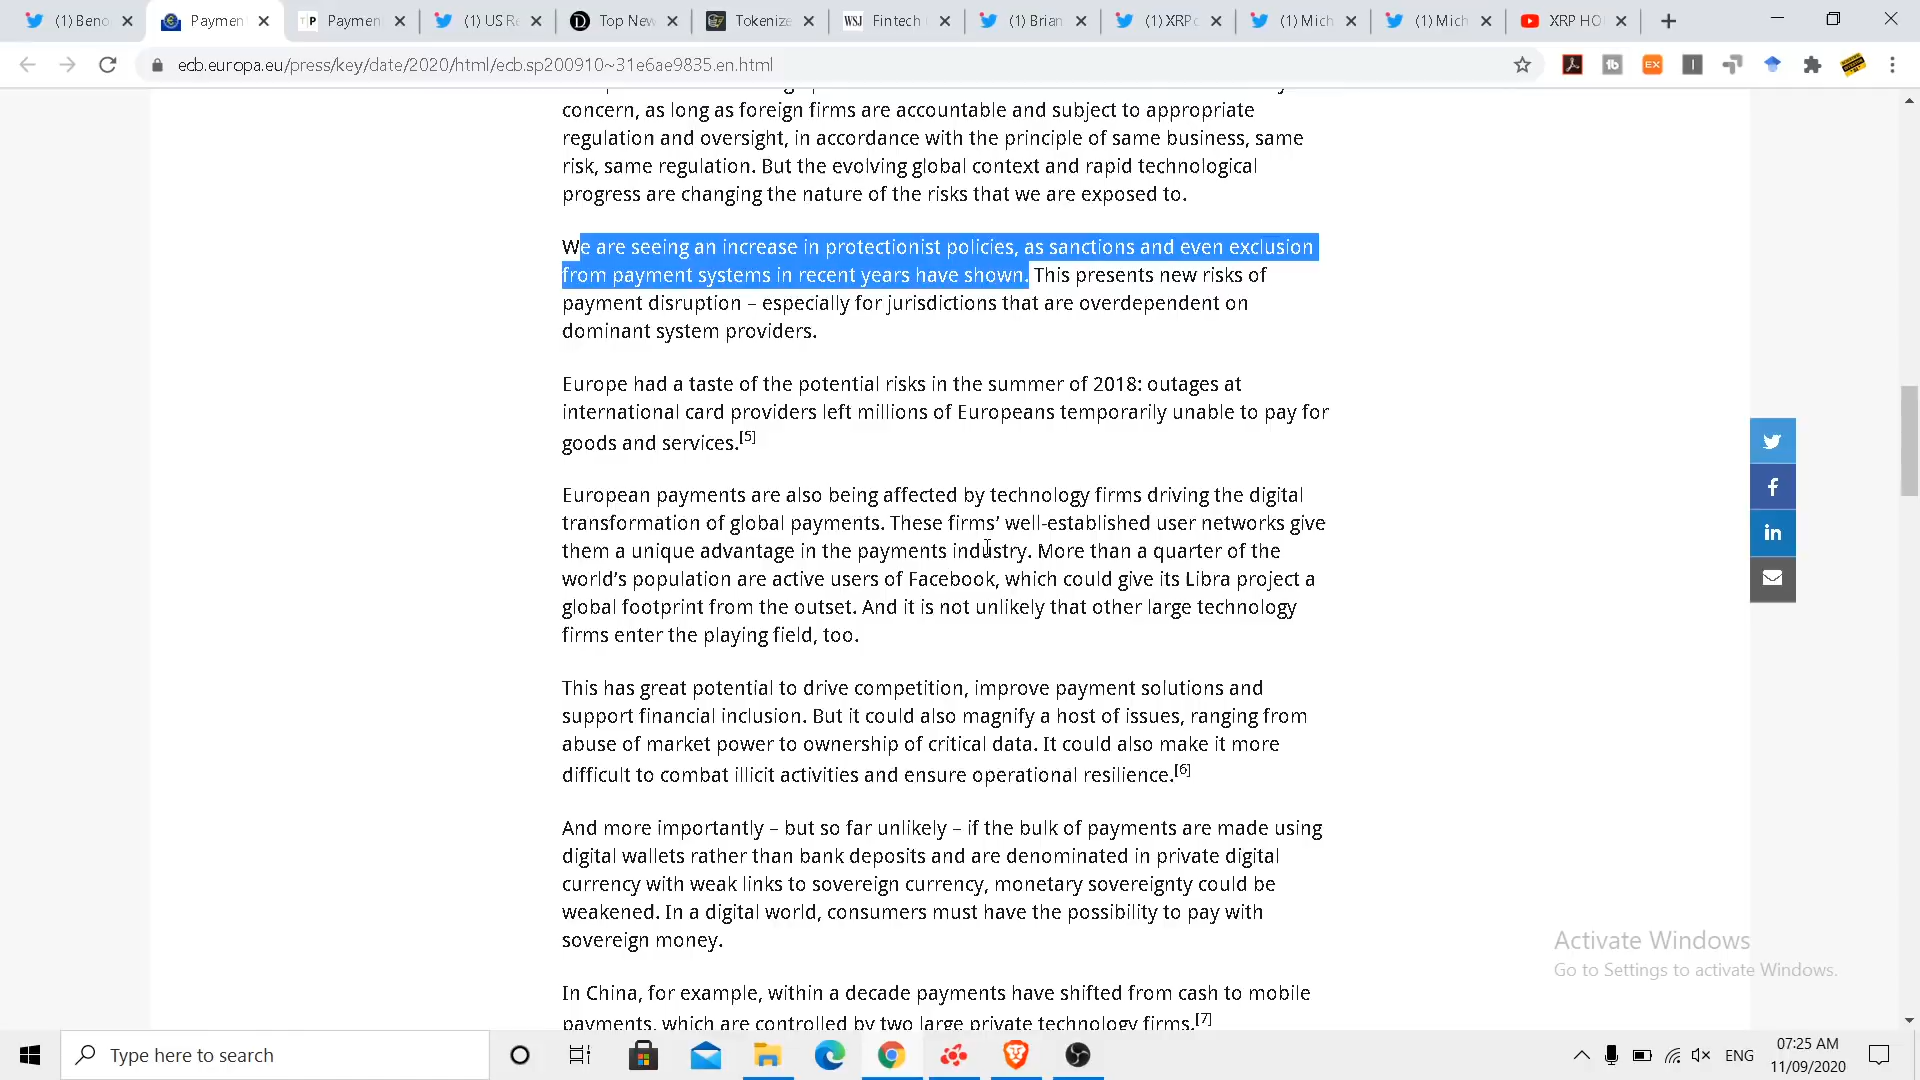 (1) Beno
Paymen
TP Paymen
(1) US Re
Top New
Tokenize
WSJ Fintech
(1) Brian
(1) XRPc
(1) Mich
(1) Mich
XRP HO
ecb.europa.eu/press/key/date/2020/html/ecb.sp200910~31e6ae9835.en.html
concern, as long as foreign firms are accountable and subject to appropriate
regulation and oversight, in accordance with the principle of same business, same
risk, same regulation. But the evolving global context and rapid technological
progress are changing the nature of the risks that we are exposed to.
We are seeing an increase in protectionist policies, as sanctions and even exclusion
from payment systems in recent years have shown. This presents new risks of
payment disruption – especially for jurisdictions that are overdependent on
dominant system providers.
Europe had a taste of the potential risks in the summer of 2018: outages at
international card providers left millions of Europeans temporarily unable to pay for
goods and services.[5]
European payments are also being affected by technology firms driving the digital
transformation of global payments. These firms’ well-established user networks give
them a unique advantage in the payments industry. More than a quarter of the
world’s population are active users of Facebook, which could give its Libra project a
global footprint from the outset. And it is not unlikely that other large technology
firms enter the playing field, too.
This has great potential to drive competition, improve payment solutions and
support financial inclusion. But it could also magnify a host of issues, ranging from
abuse of market power to ownership of critical data. It could also make it more
difficult to combat illicit activities and ensure operational resilience.[6]
And more importantly – but so far unlikely – if the bulk of payments are made using
digital wallets rather than bank deposits and are denominated in private digital
currency with weak links to sovereign currency, monetary sovereignty could be
weakened. In a digital world, consumers must have the possibility to pay with
sovereign money.
In China, for example, within a decade payments have shifted from cash to mobile
payments, which are controlled by two large private technology firms.[7]
Activate Windows
Go to Settings to activate Windows.
Type here to search
ENG
07:25 AM
11/09/2020